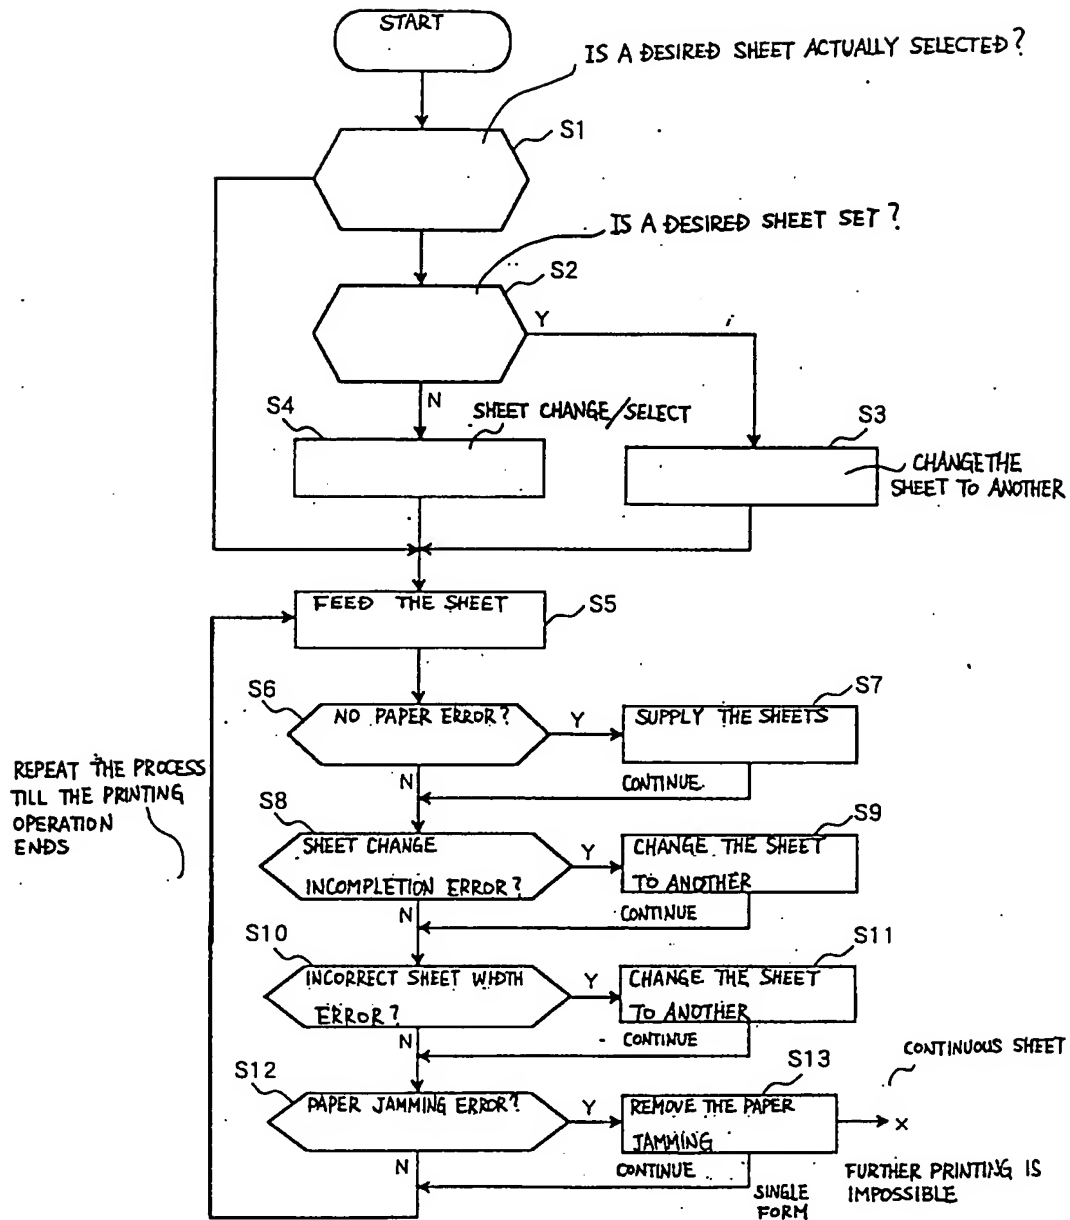 START
IS A DESIRED SHEET ACTUALLY SELECTED?
S1
IS A DESIRED SHEET SET?
S2
Y
N
S4
SHEET CHANGE/SELECT
S3
CHANGE THE
SHEET TO ANOTHER
FEED THE SHEET
S5
S6
NO PAPER ERROR?
Y
S7
SUPPLY THE SHEETS
N
CONTINUE
REPEAT THE PROCESS
TILL THE PRINTING
OPERATION
ENDS
S8
SHEET CHANGE
INCOMPLETION ERROR?
Y
S9
CHANGE THE SHEET
TO ANOTHER
N
CONTINUE
S10
INCORRECT SHEET WIDTH
ERROR?
Y
S11
CHANGE THE SHEET
TO ANOTHER
N
CONTINUE
S12
PAPER JAMMING ERROR?
Y
S13
REMOVE THE PAPER
JAMMING
CONTINUOUS SHEET
X
N
CONTINUE
SINGLE
FORM
FURTHER PRINTING IS
IMPOSSIBLE